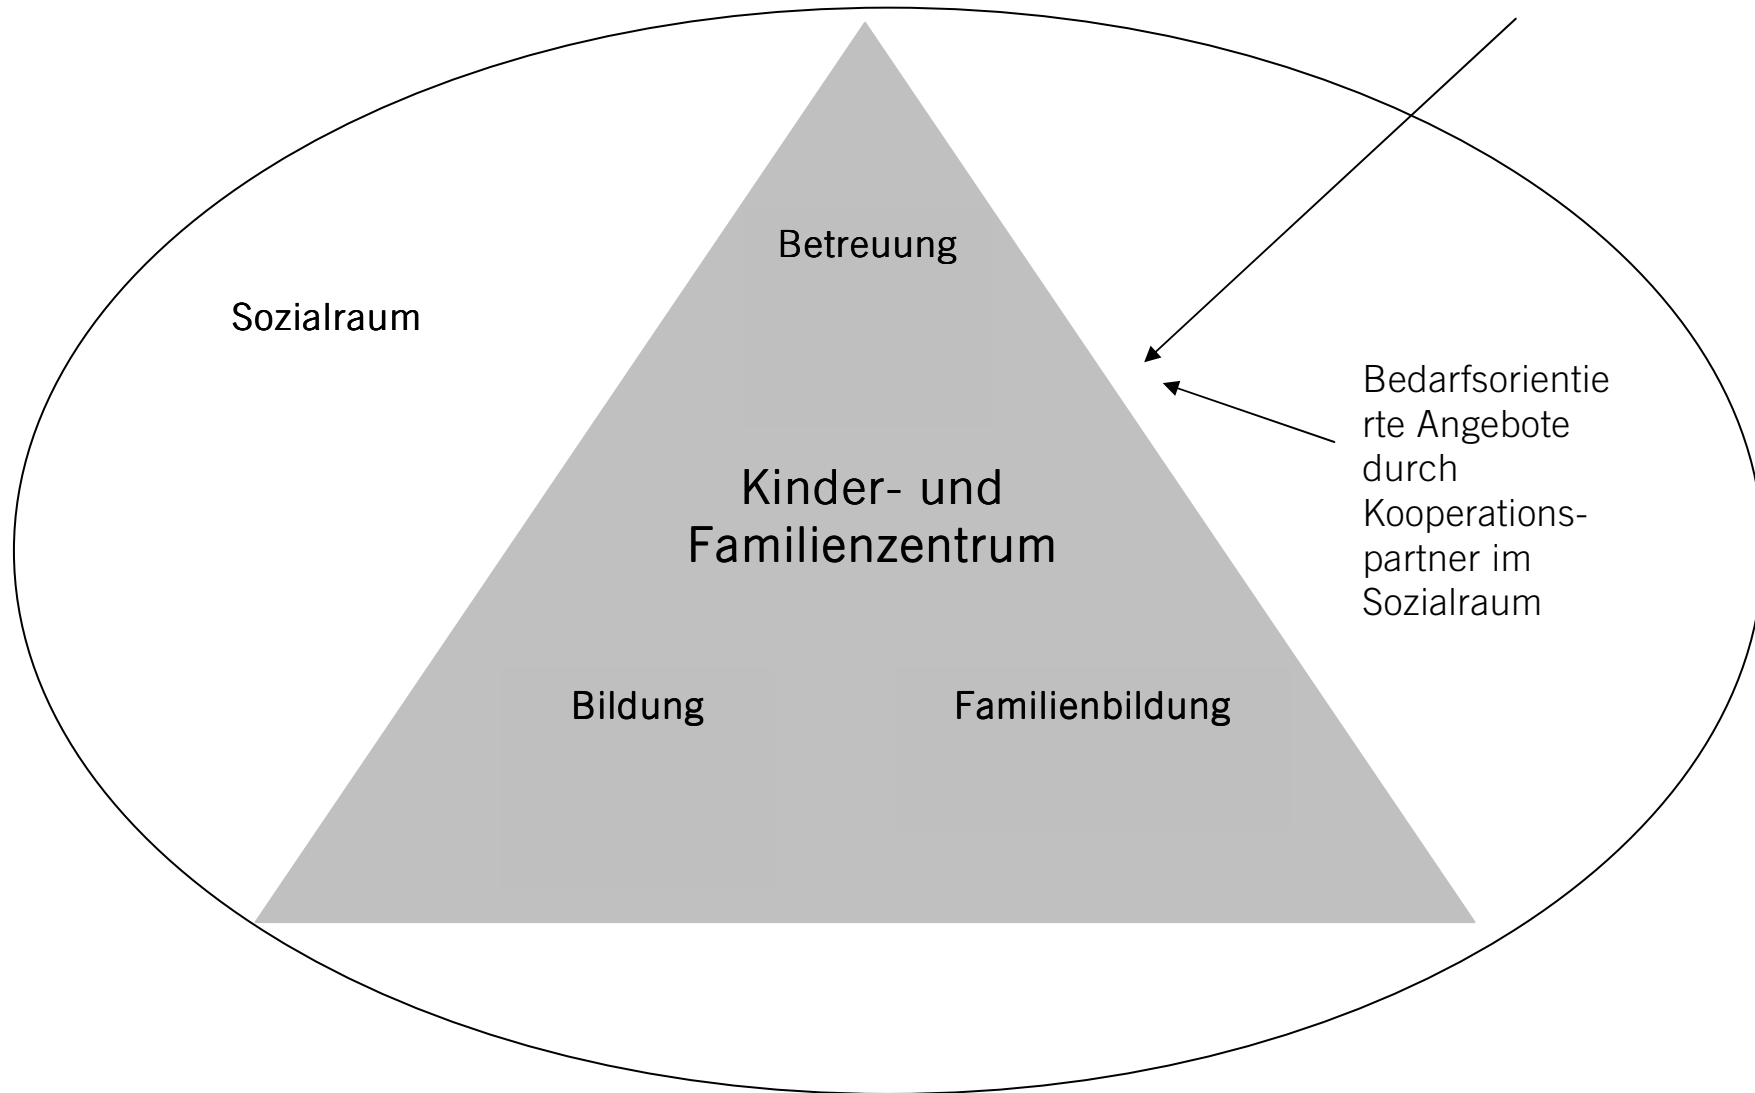 Betreuung
Sozialraum
Bedarfsorientie
rte Angebote
durch
Kooperations-
partner im
Sozialraum
Kinder- und
Familienzentrum
Bildung
Familienbildung